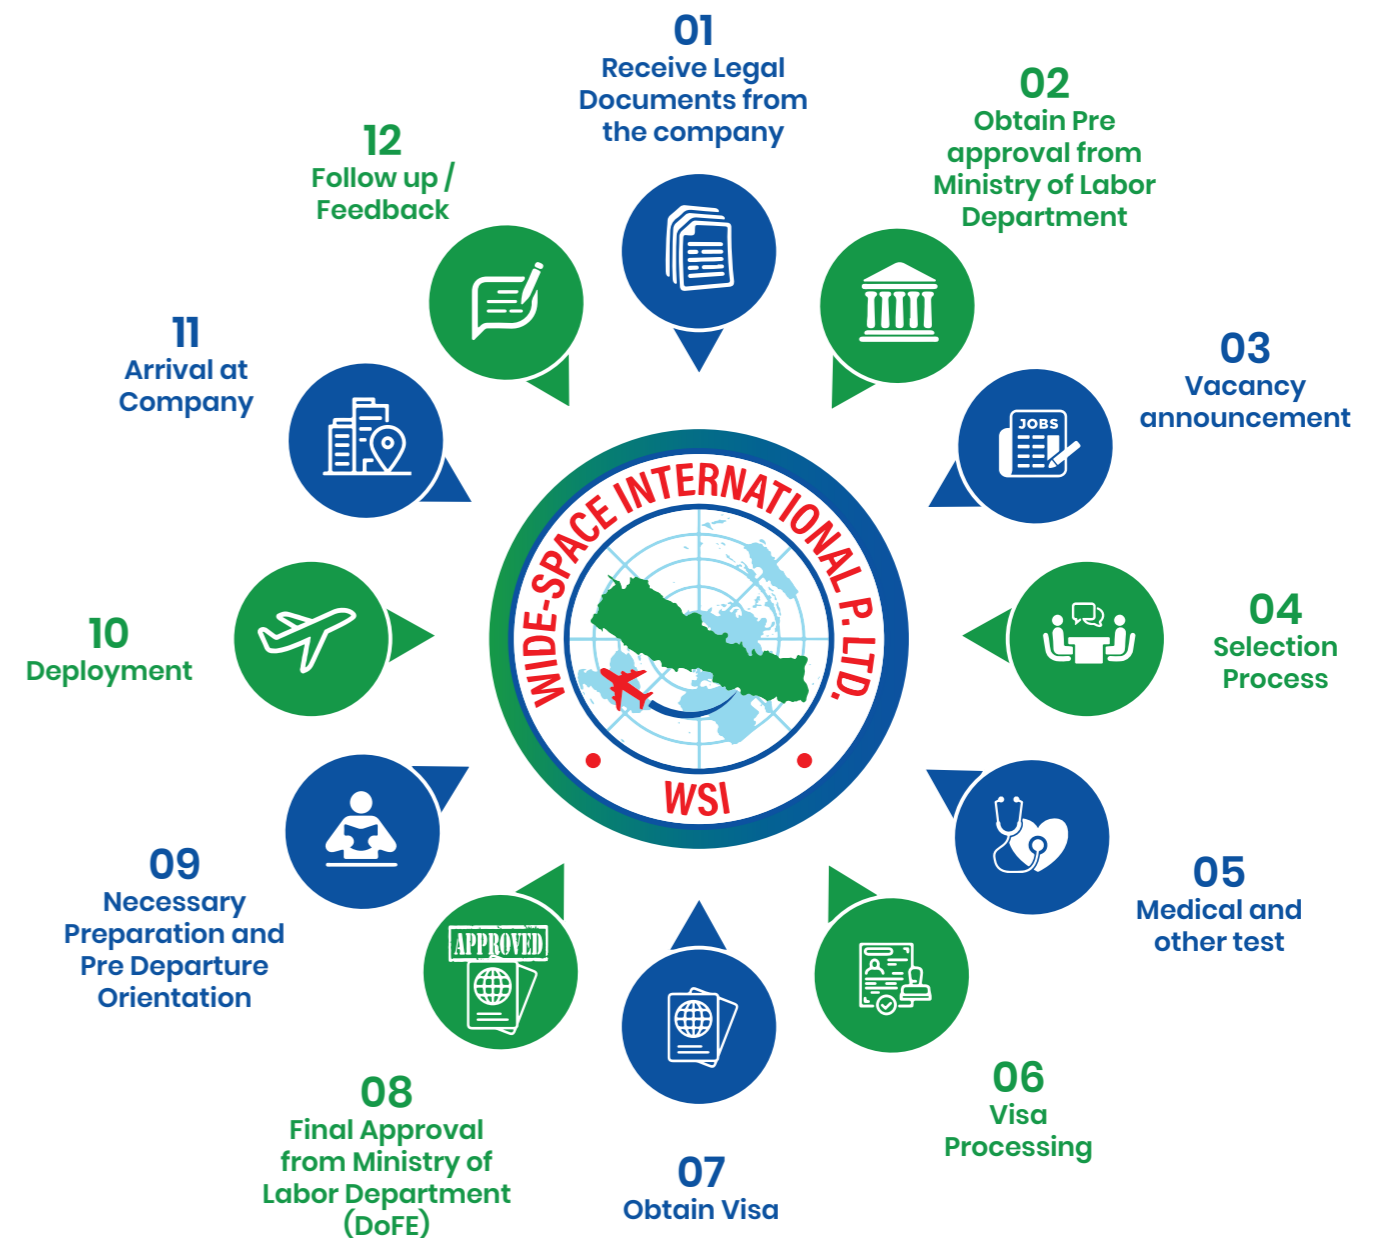 01
Receive Legal
Documents from
the company
02
Obtain Pre
approval from
Ministry of Labor
Department
03
Vacancy
announcement
JOBS
04
Selection
Process
05
Medical and
other test
06
Visa
Processing
07
Obtain Visa
08
Final Approval
from Ministry of
Labor Department
(DoFE)
APPROVED
09
Necessary
Preparation and
Pre Departure
Orientation
10
Deployment
11
Arrival at
Company
12
Follow up /
Feedback
WIDE-SPACE INTERNATIONAL P. LTD.
WSI